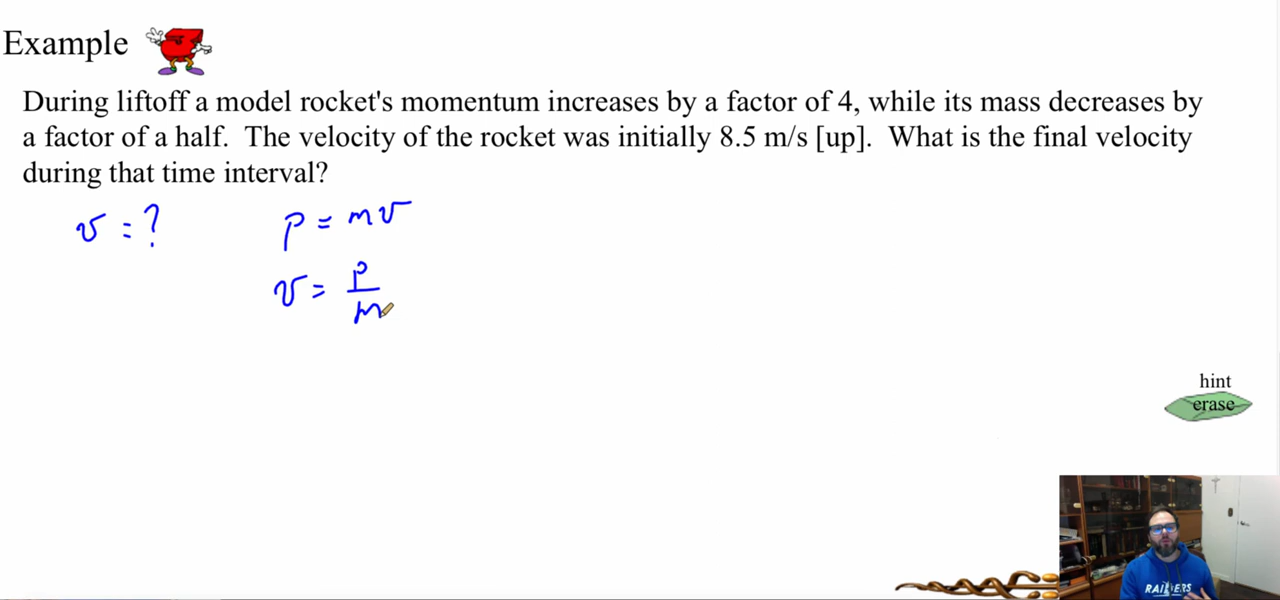 Example
During liftoff a model rocket's momentum increases by a factor of 4, while its mass decreases by
a factor of a half. The velocity of the rocket was initially 8.5 m/s [up]. What is the final velocity
during that time interval?
v = ?
p = mv
v = p/m
hint
erase
RAIDERS